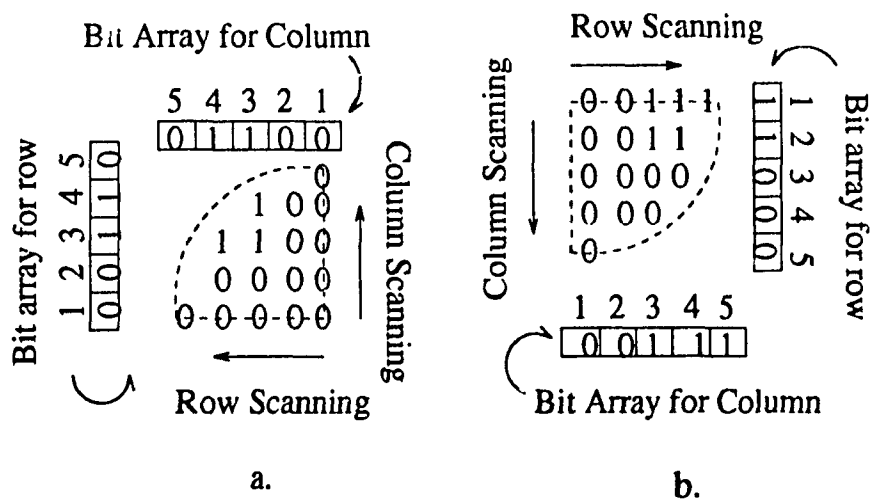 Bit Array for Column
5 4 3 2 1
0 1 1 0 0
Bit array for row
1 2 3 4 5
0 0 1 1 0
0
1 0 0
1 1 0 0
0 0 0 0
0 0 0 0 0
Column Scanning
Row Scanning
a.
Row Scanning
Column Scanning
0 0 1 1 1
0 0 1 1
0 0 0 0
0 0 0
0
1 1 0 0 0
1 2 3 4 5
Bit array for row
1 2 3 4 5
0 0 1 1 1
Bit Array for Column
b.